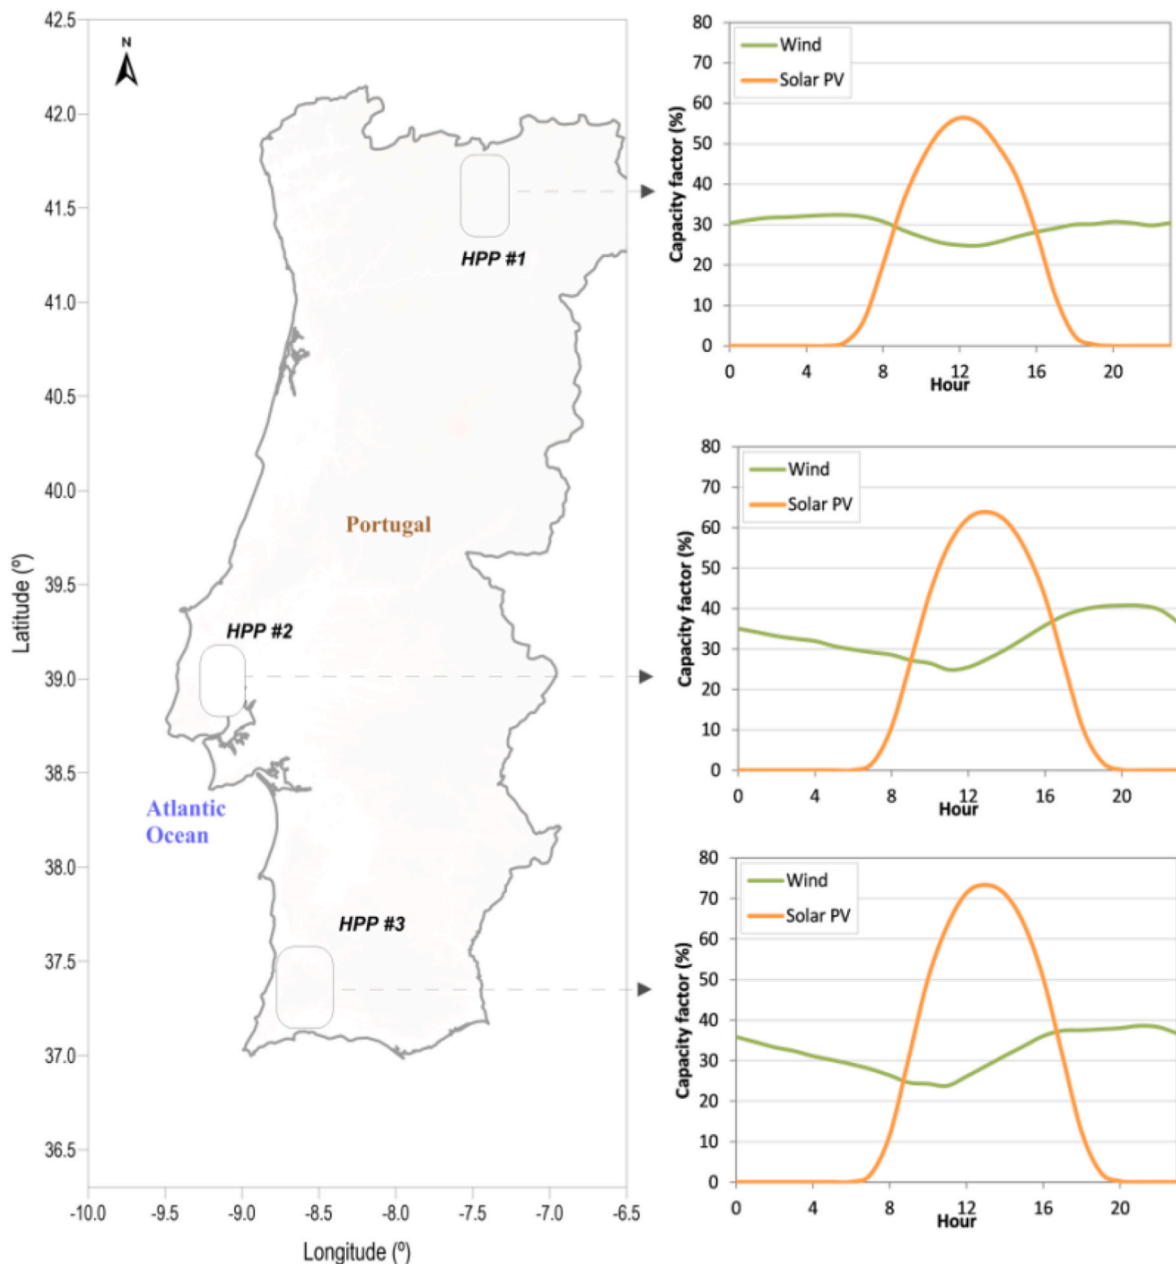 42.5
42.0
41.5
41.0
40.5
40.0
39.5
39.0
38.5
38.0
37.5
37.0
36.5
Latitude (º)
-10.0 -9.5 -9.0 -8.5 -8.0 -7.5 -7.0 -6.5
Longitude (º)
N
HPP #1
Portugal
HPP #2
Atlantic
Ocean
HPP #3
80
70
60
50
40
30
20
10
0
Capacity factor (%)
Wind
Solar PV
0 4 8 12 16 20
Hour
80
70
60
50
40
30
20
10
0
Capacity factor (%)
Wind
Solar PV
0 4 8 12 16 20
Hour
80
70
60
50
40
30
20
10
0
Capacity factor (%)
Wind
Solar PV
0 4 8 12 16 20
Hour